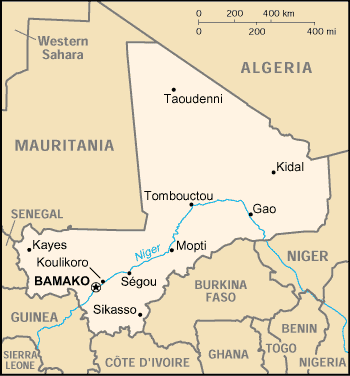 0 200 400 km
0 200 400 mi
Western
Sahara
ALGERIA
MAURITANIA
Taoudenni
Kidal
Tombouctou
Gao
SENEGAL
Kayes
Niger
Mopti
NIGER
Koulikoro
BAMAKO
Ségou
BURKINA
FASO
Sikasso
GUINEA
BENIN
SIERRA
LEONE
CÔTE D'IVOIRE
GHANA
TOGO
NIGERIA